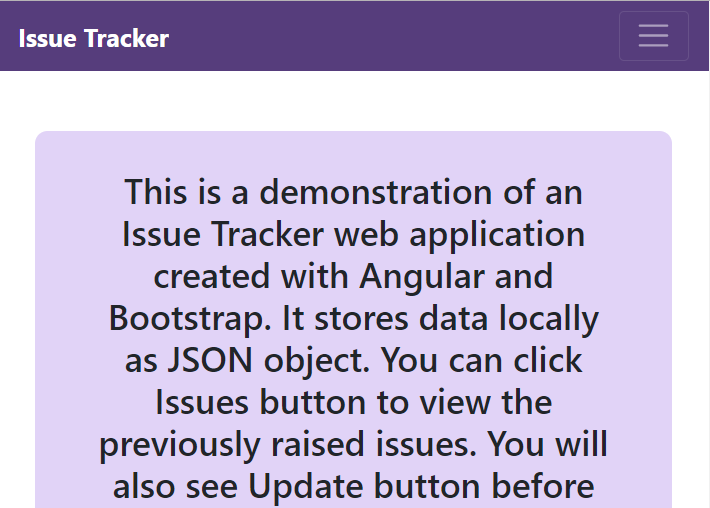 Issue Tracker
This is a demonstration of an
Issue Tracker web application
created with Angular and
Bootstrap. It stores data locally
as JSON object. You can click
Issues button to view the
previously raised issues. You will
also see Update button before